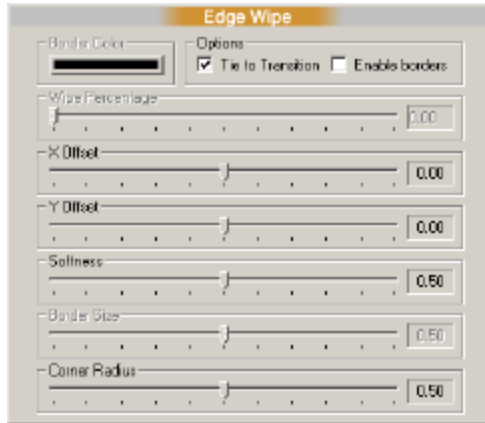 Edge Wipe
Border Color
Options
Tie to Transition
Enable borders
Wipe Percentage
0.00
X Offset
0.00
Y Offset
0.00
Softness
0.50
Border Size
0.50
Corner Radius
0.50